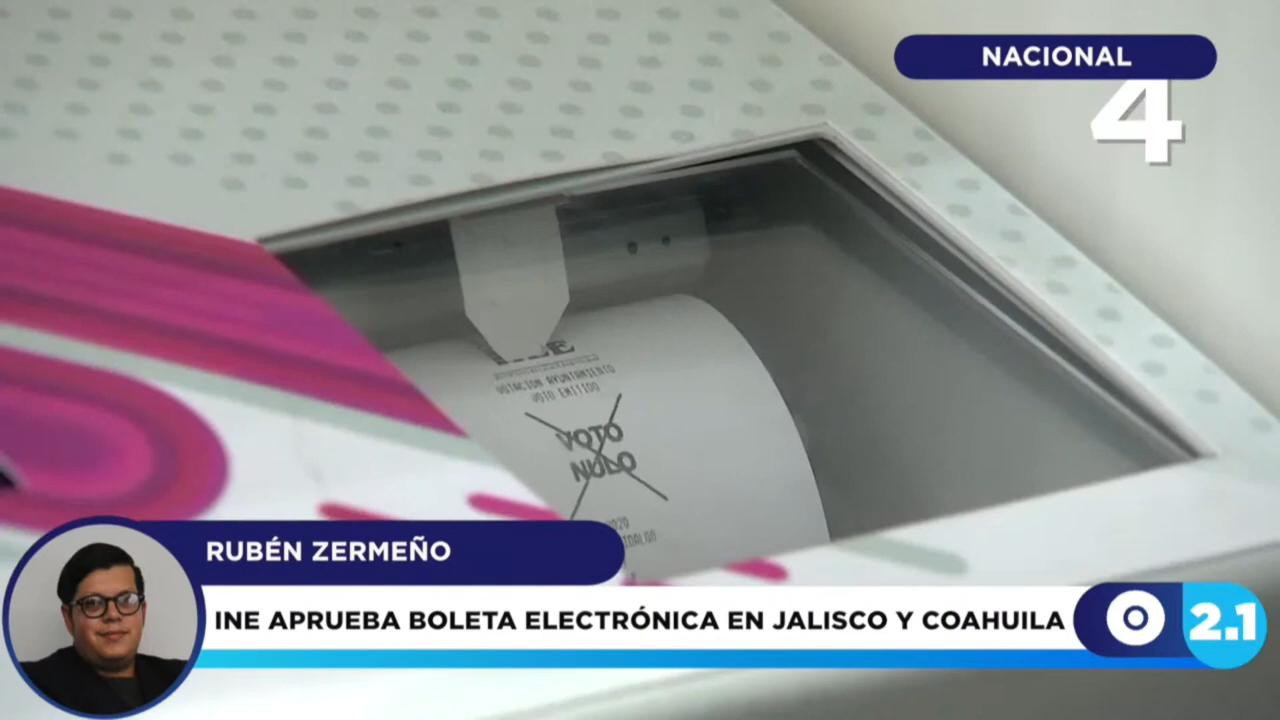 NACIONAL
4
VOTACION AYUNTAMIENTO
VOTO EMITIDO
VOTO
NULO
RUBÉN ZERMEÑO
INE APRUEBA BOLETA ELECTRÓNICA EN JALISCO Y COAHUILA
2.1